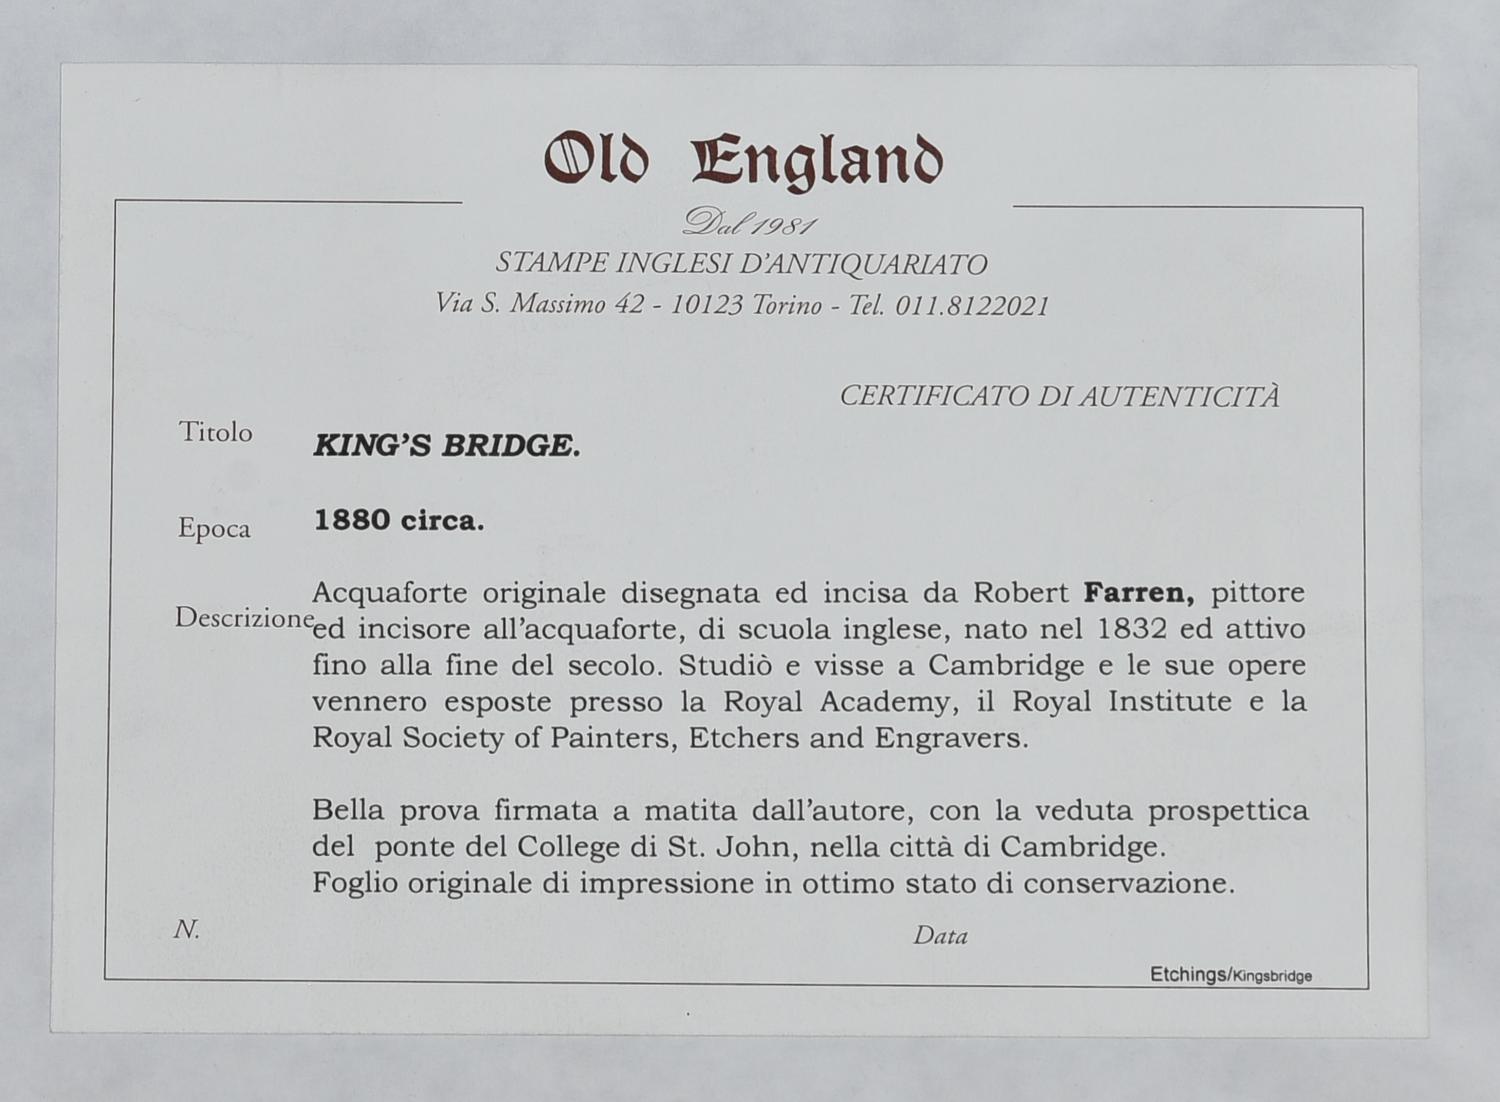 Old England
Dal 1981
STAMPE INGLESI D'ANTIQUARIATO
Via S. Massimo 42 - 10123 Torino - Tel. 011.8122021
CERTIFICATO DI AUTENTICITÀ
Titolo
KING'S BRIDGE.
Epoca
1880 circa.
Descrizione
Acquaforte originale disegnata ed incisa da Robert Farren, pittore
ed incisore all'acquaforte, di scuola inglese, nato nel 1832 ed attivo
fino alla fine del secolo. Studiò e visse a Cambridge e le sue opere
vennero esposte presso la Royal Academy, il Royal Institute e la
Royal Society of Painters, Etchers and Engravers.
Bella prova firmata a matita dall'autore, con la veduta prospettica
del ponte del College di St. John, nella città di Cambridge.
Foglio originale di impressione in ottimo stato di conservazione.
N.
Data
Etchings/Kingsbridge